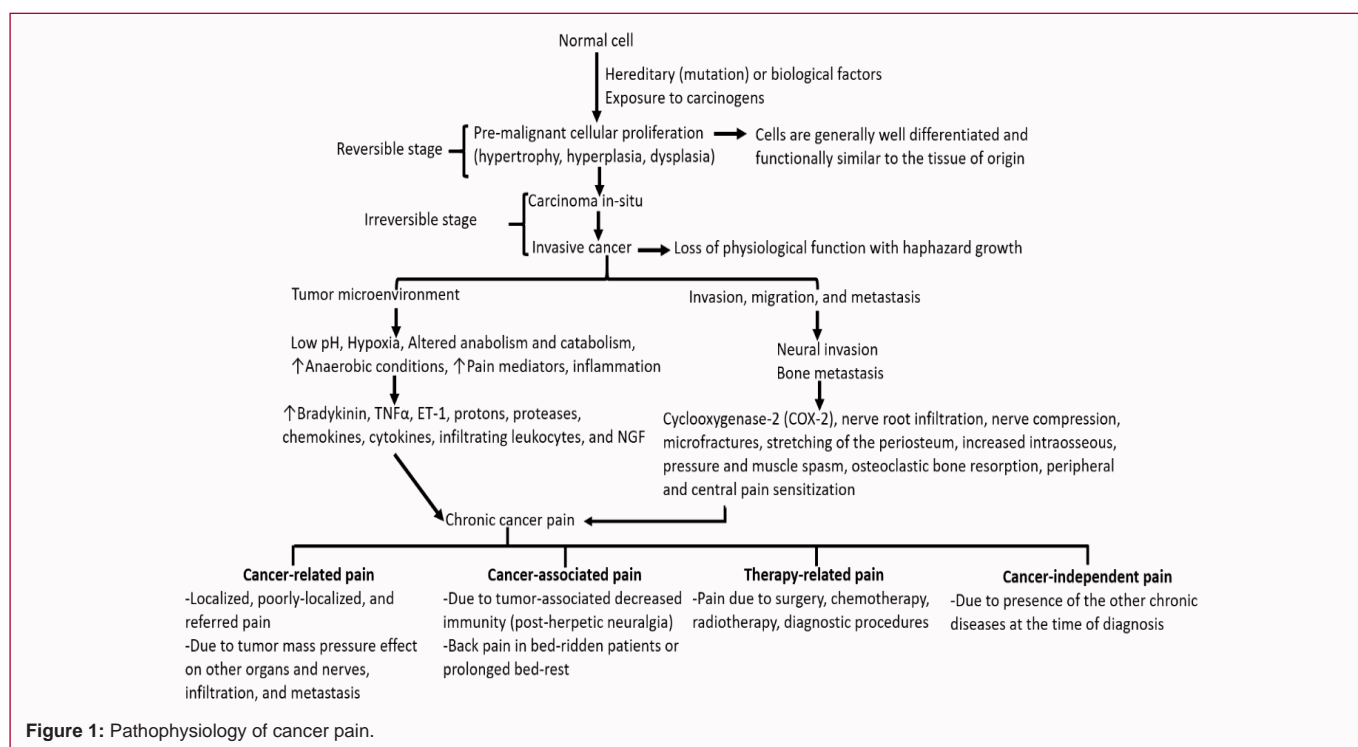 Normal cell
Hereditary (mutation) or biological factors
Exposure to carcinogens
Reversible stage
Pre-malignant cellular proliferation
(hypertrophy, hyperplasia, dysplasia)
Cells are generally well differentiated and
functionally similar to the tissue of origin
Irreversible stage
Carcinoma in-situ
Invasive cancer
Loss of physiological function with haphazard growth
Tumor microenvironment
Low pH, Hypoxia, Altered anabolism and catabolism,
↑Anaerobic conditions, ↑Pain mediators, inflammation
↑Bradykinin, TNFα, ET-1, protons, proteases,
chemokines, cytokines, infiltrating leukocytes, and NGF
Invasion, migration, and metastasis
Neural invasion
Bone metastasis
Cyclooxygenase-2 (COX-2), nerve root infiltration, nerve compression,
microfractures, stretching of the periosteum, increased intraosseous,
pressure and muscle spasm, osteoclastic bone resorption, peripheral
and central pain sensitization
Chronic cancer pain
Cancer-related pain
-Localized, poorly-localized, and
referred pain
-Due to tumor mass pressure effect
on other organs and nerves,
infiltration, and metastasis
Cancer-associated pain
-Due to tumor-associated decreased
immunity (post-herpetic neuralgia)
-Back pain in bed-ridden patients or
prolonged bed-rest
Therapy-related pain
-Pain due to surgery, chemotherapy,
radiotherapy, diagnostic procedures
Cancer-independent pain
-Due to presence of the other chronic
diseases at the time of diagnosis
Figure 1: Pathophysiology of cancer pain.